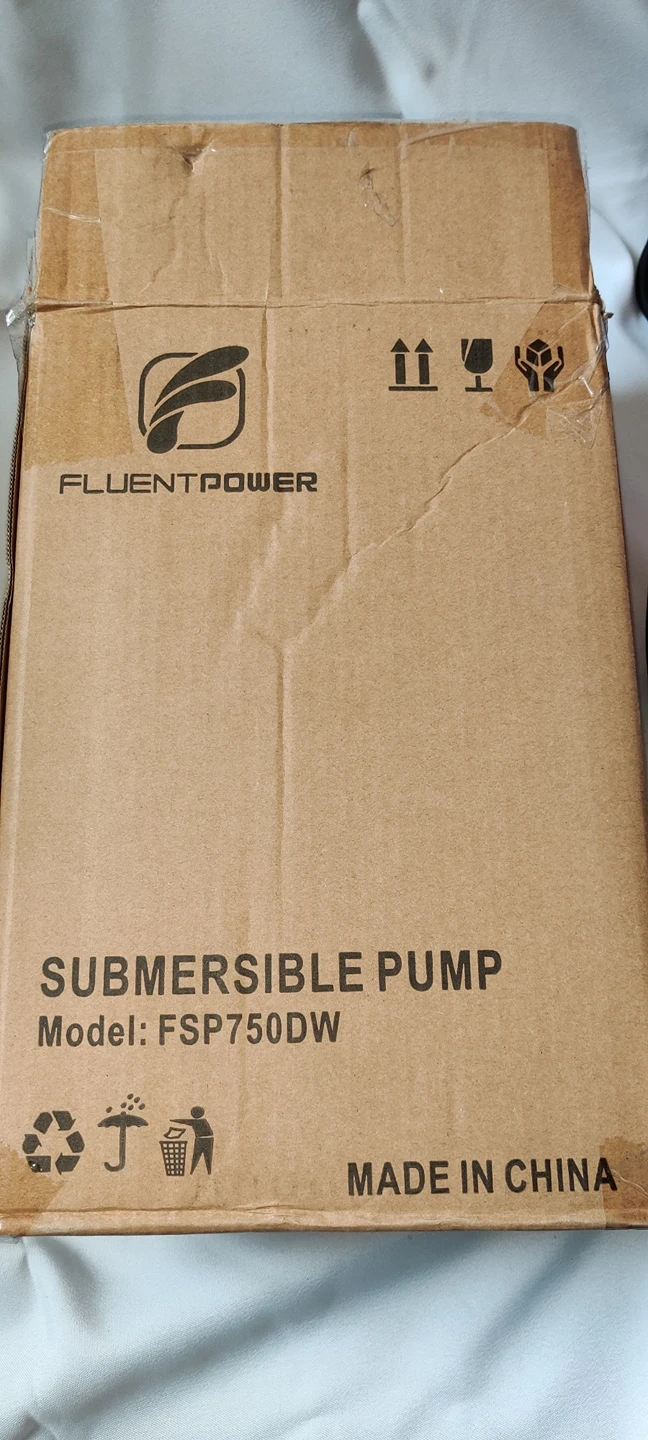 FLUENTPOWER
SUBMERSIBLE PUMP
Model: FSP750DW
MADE IN CHINA